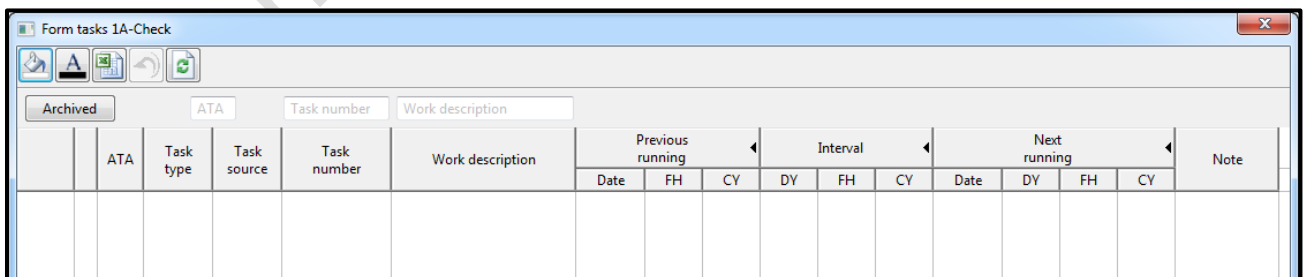 Form tasks 1A-Check
A
Archived ATA Task number Work description
ATA Task type Task source Task number Work description Previous running Interval Next running Note
Date FH CY DY FH CY Date DY FH CY